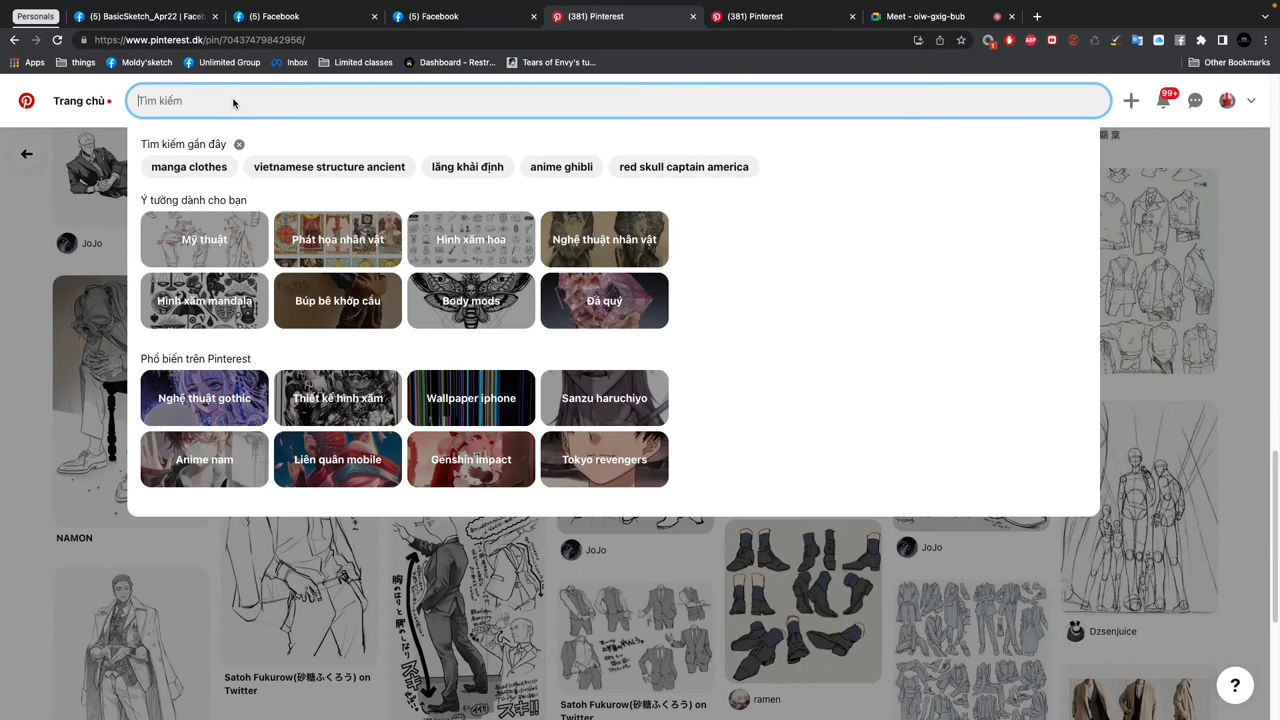 Personals
(5) BasicSketch_Apr22 | Faceb
(5) Facebook
(5) Facebook
(381) Pinterest
(381) Pinterest
Meet - oiw-gxig-bub
https://www.pinterest.dk/pin/70437479842956/
Apps
things
Moldy'sketch
Unlimited Group
Inbox
Limited classes
Dashboard - Restr...
Tears of Envy's tu...
Other Bookmarks
Trang chủ
Tìm kiếm
99+
Tìm kiếm gần đây
manga clothes
vietnamese structure ancient
lăng khải định
anime ghibli
red skull captain america
Ý tưởng dành cho bạn
Mỹ thuật
Phát họa nhân vật
Hình xăm hoa
Nghệ thuật nhân vật
Hình xăm mandala
Búp bê khớp cầu
Body mods
Đá quý
Phổ biến trên Pinterest
Nghệ thuật gothic
Thiết kế hình xăm
Wallpaper iphone
Sanzu haruchiyo
Anime nam
Liên quân mobile
Genshin impact
Tokyo revengers
JoJo
NAMON
JoJo
JoJo
Dzsenjuice
Satoh Fukurow(砂糖ふくろう) on
Twitter
ramen
Satoh Fukurow(砂糖ふくろう) on
Twitter
?